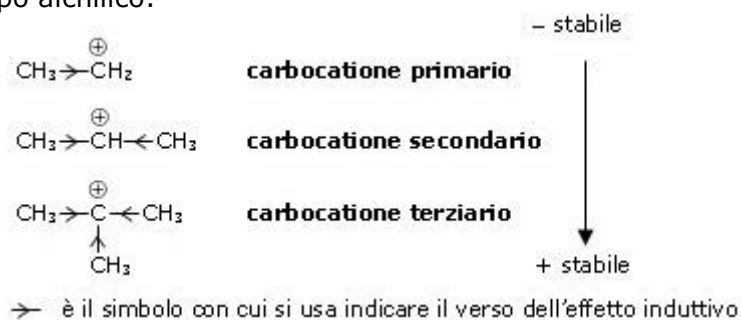 po alchilico:
− stabile
⊕
CH₃→CH₂ carbocatione primario
⊕
CH₃→CH←CH₃ carbocatione secondario
⊕
CH₃→C←CH₃ carbocatione terziario
↑
CH₃
+ stabile
→ è il simbolo con cui si usa indicare il verso dell'effetto induttivo